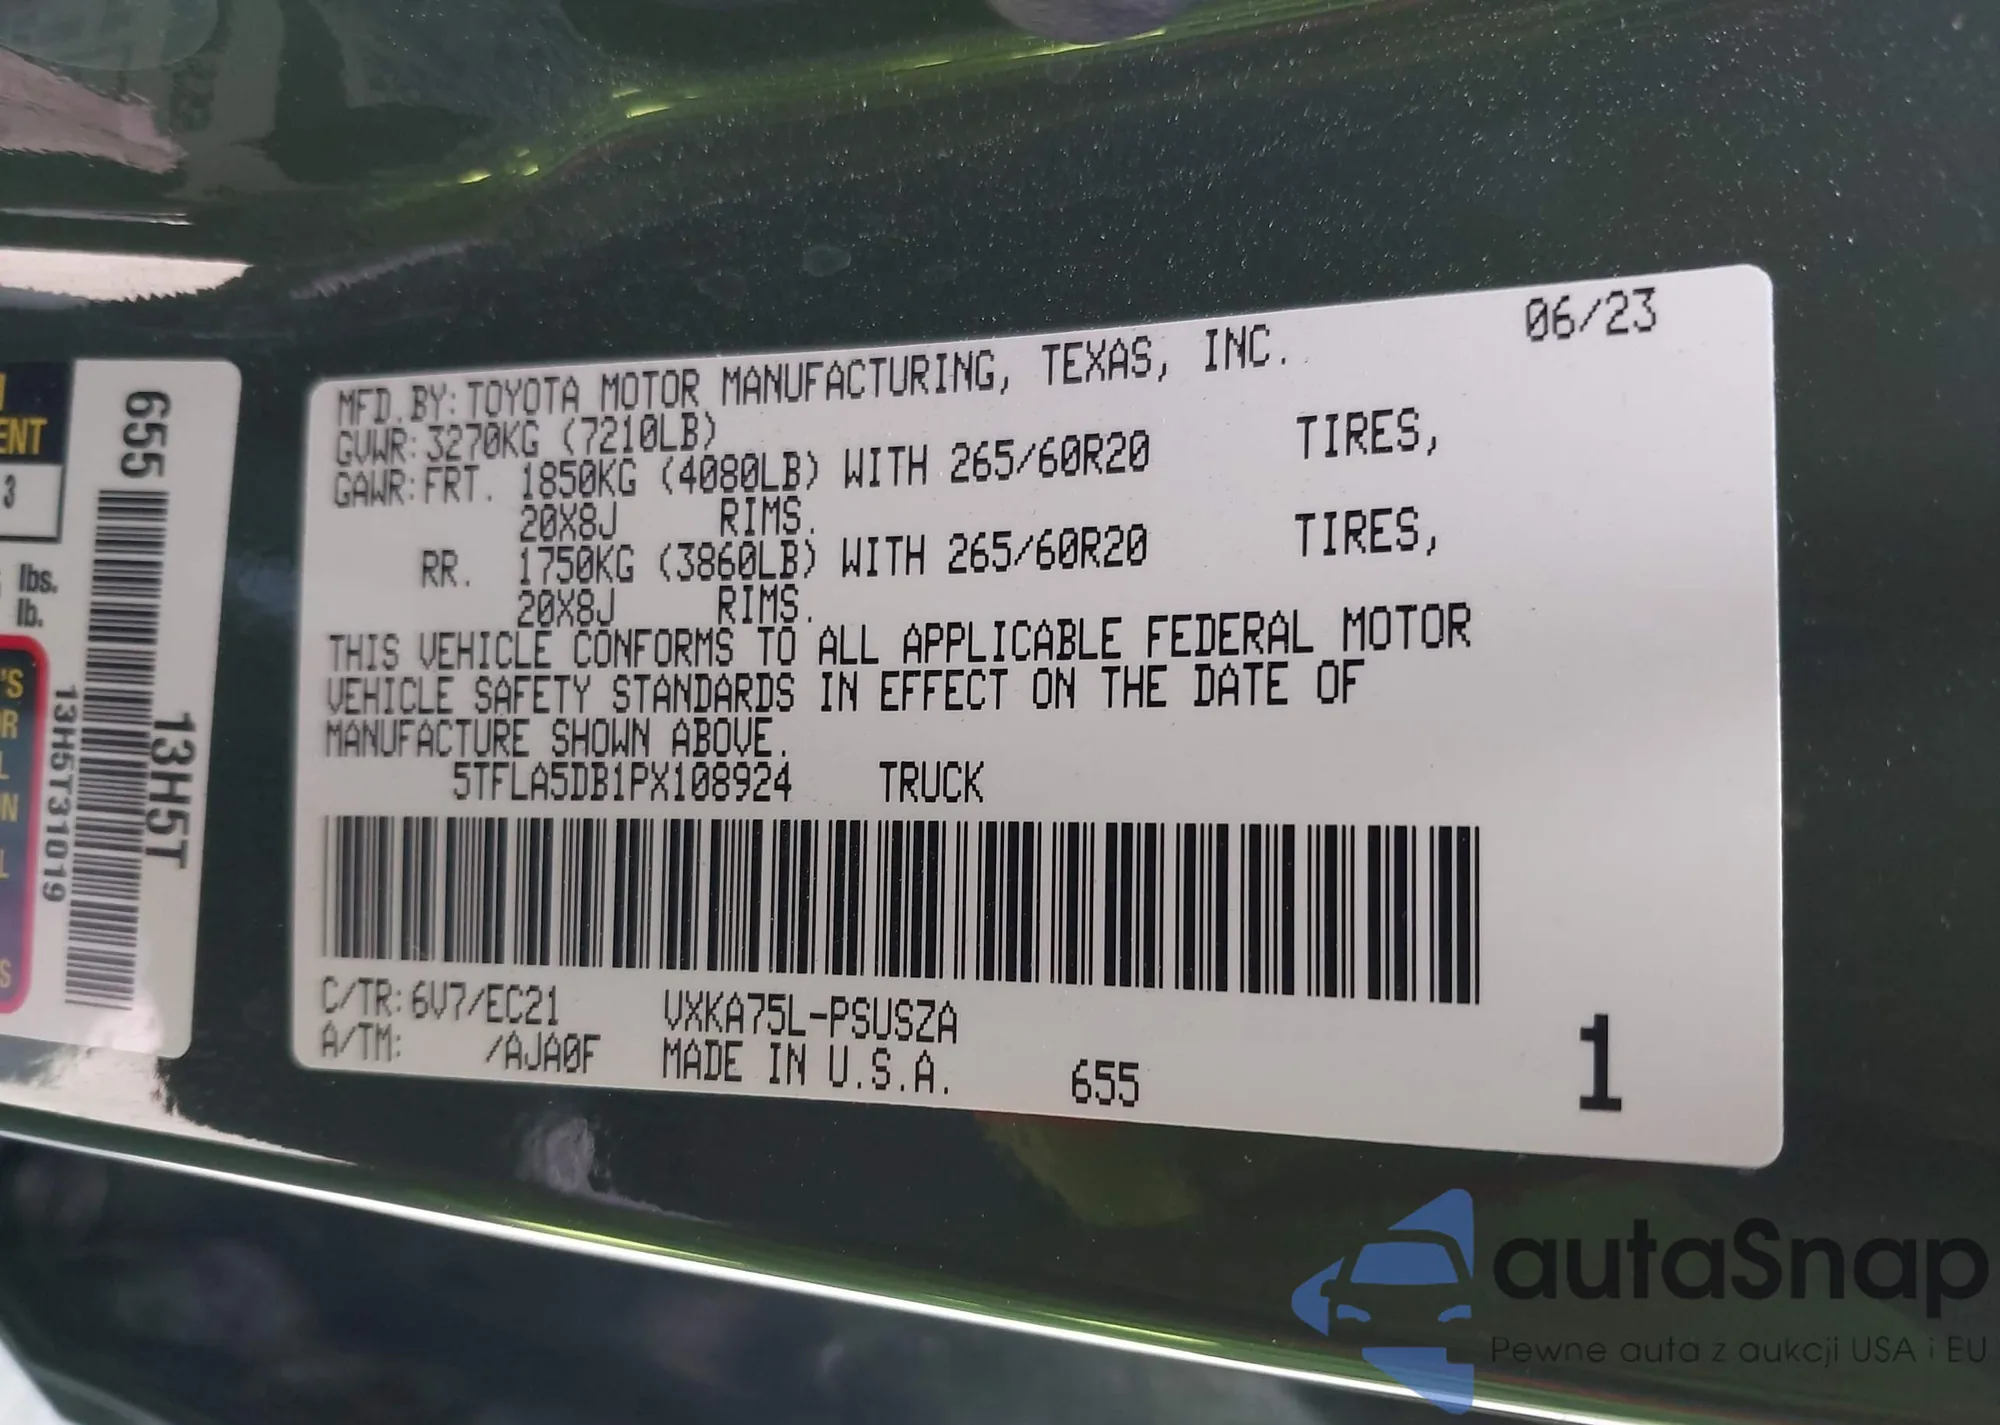 06/23
MFD.BY:TOYOTA MOTOR MANUFACTURING, TEXAS, INC.
GVWR:3270KG (7210LB)
GAWR:FRT. 1850KG (4080LB) WITH 265/60R20 TIRES,
20X8J RIMS.
RR. 1750KG (3860LB) WITH 265/60R20 TIRES,
20X8J RIMS.
THIS VEHICLE CONFORMS TO ALL APPLICABLE FEDERAL MOTOR
VEHICLE SAFETY STANDARDS IN EFFECT ON THE DATE OF
MANUFACTURE SHOWN ABOVE.
5TFLA5DB1PX108924 TRUCK
C/TR:6V7/EC21 VXKA75L-PSUSZA
A/TM: /AJA0F MADE IN U.S.A. 655
1
655
13H5T
13H5T31019
ENT
3
lbs.
lb.
'S
autaSnap
Pewne auta z aukcji USA i EU